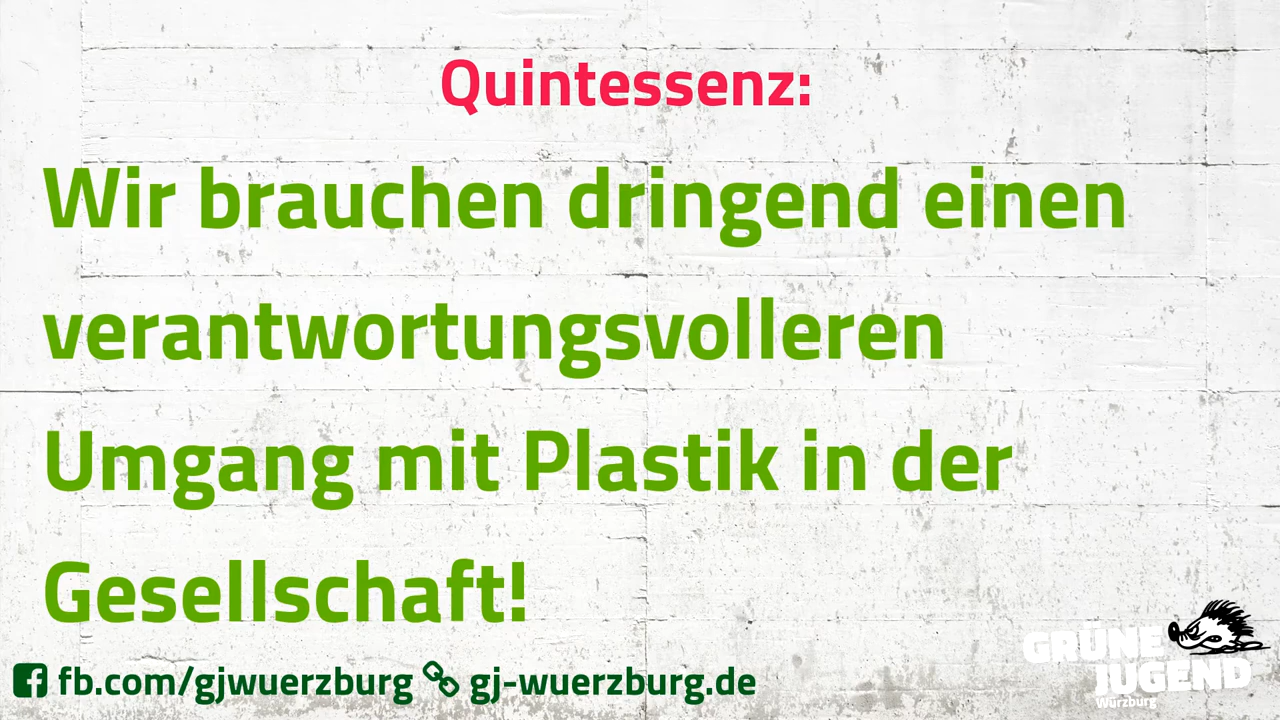 Quintessenz:
Wir brauchen dringend einen
verantwortungsvolleren
Umgang mit Plastik in der
Gesellschaft!
fb.com/gjwuerzburg gj-wuerzburg.de
GRÜNE
JUGEND
Würzburg